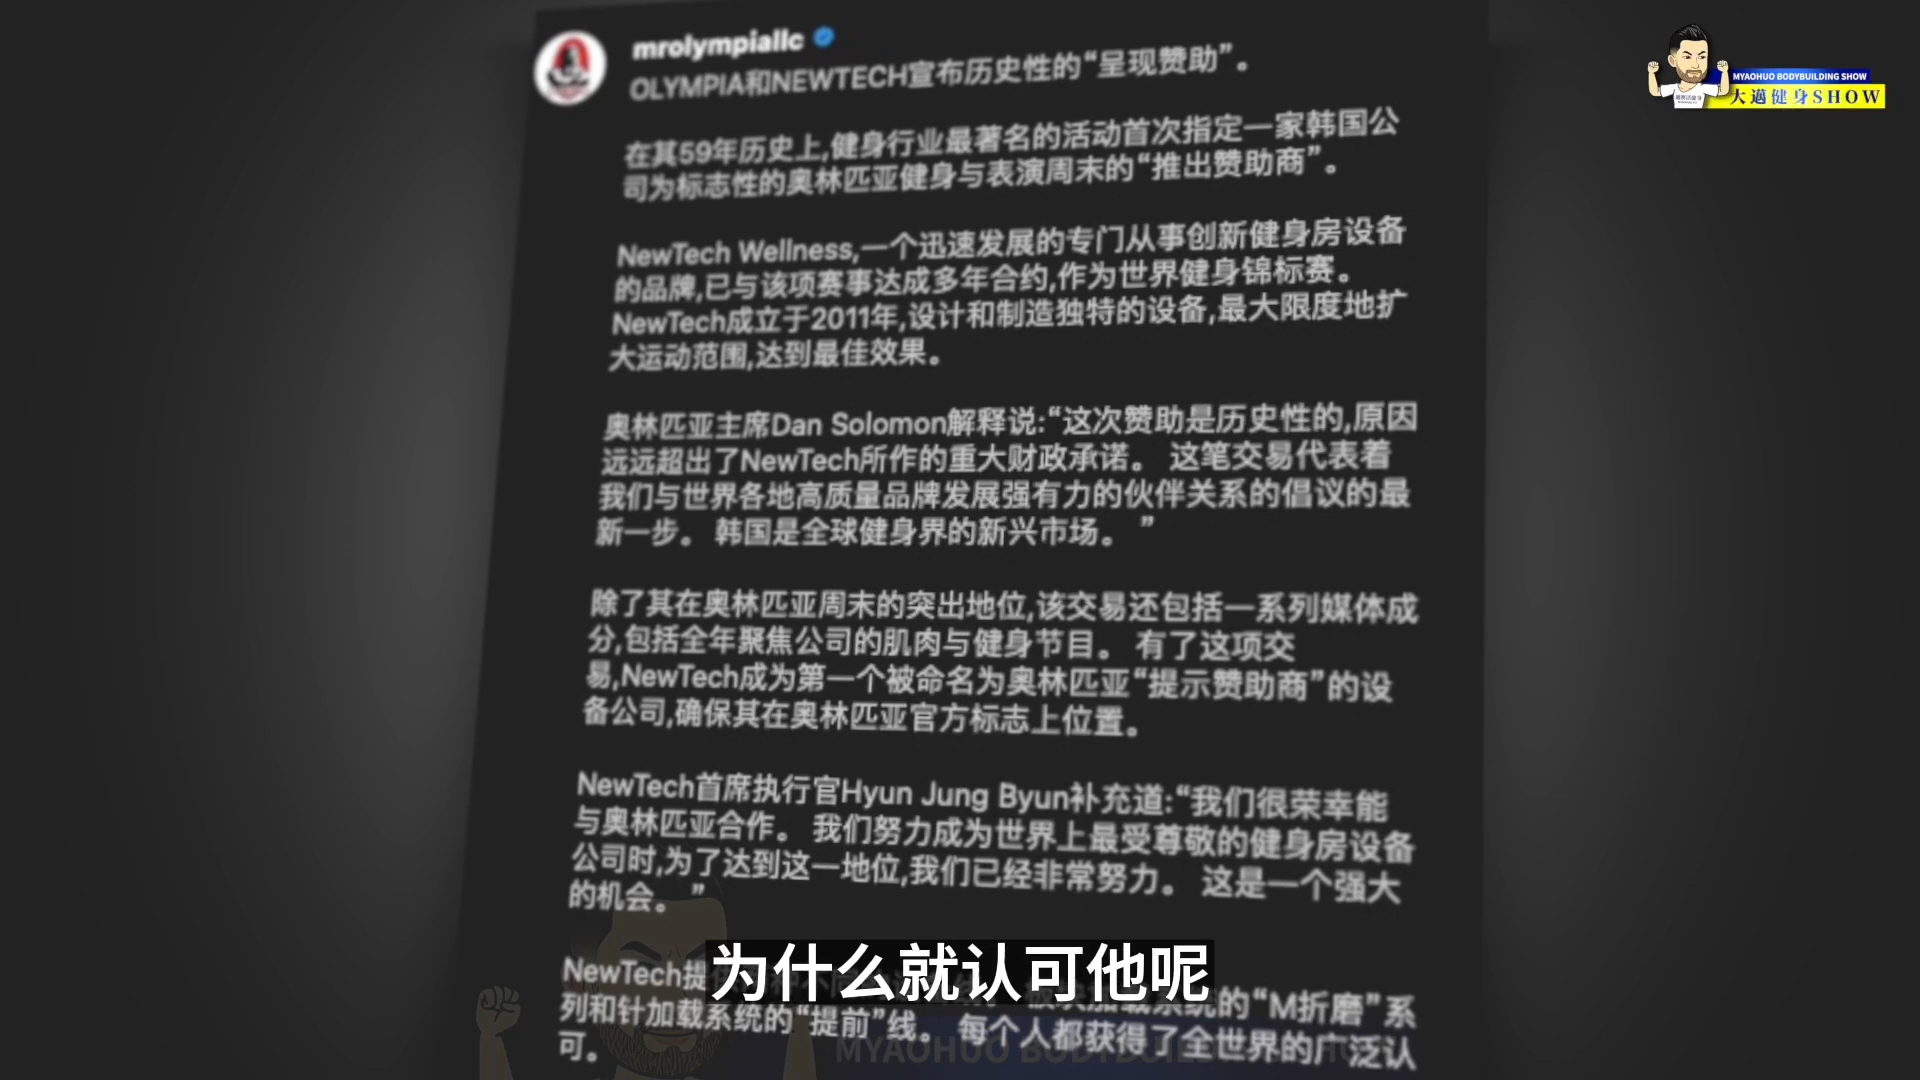 mrolympiallc
OLYMPIA和NEWTECH宣布历史性的“呈现赞助”。
MYAOHUO BODYBUILDING SHOW
大邁健身SHOW
在其59年历史上,健身行业最著名的活动首次指定一家韩国公
司为标志性的奥林匹亚健身与表演周末的“推出赞助商”。
NewTech Wellness,一个迅速发展的专门从事创新健身房设备
的品牌,已与该项赛事达成多年合约,作为世界健身锦标赛。
NewTech成立于2011年,设计和制造独特的设备,最大限度地扩
大运动范围,达到最佳效果。
奥林匹亚主席Dan Solomon解释说:“这次赞助是历史性的,原因
远远超出了NewTech所作的重大财政承诺。 这笔交易代表着
我们与世界各地高质量品牌发展强有力的伙伴关系的倡议的最
新一步。 韩国是全球健身界的新兴市场。 ”
除了其在奥林匹亚周末的突出地位,该交易还包括一系列媒体成
分,包括全年聚焦公司的肌肉与健身节目。 有了这项交
易,NewTech成为第一个被命名为奥林匹亚“提示赞助商”的设
备公司,确保其在奥林匹亚官方标志上位置。
NewTech首席执行官Hyun Jung Byun补充道:“我们很荣幸能
与奥林匹亚合作。 我们努力成为世界上最受尊敬的健身房设备
公司时,为了达到这一地位,我们已经非常努力。 这是一个强大
的机会。 ”
为什么就认可他呢
NewTech提 系统的“M折磨”系
列和针加载系统的“提前”线。 每个人都获得了全世界的广泛认
可。
MYAOHUO BODYBUILDING